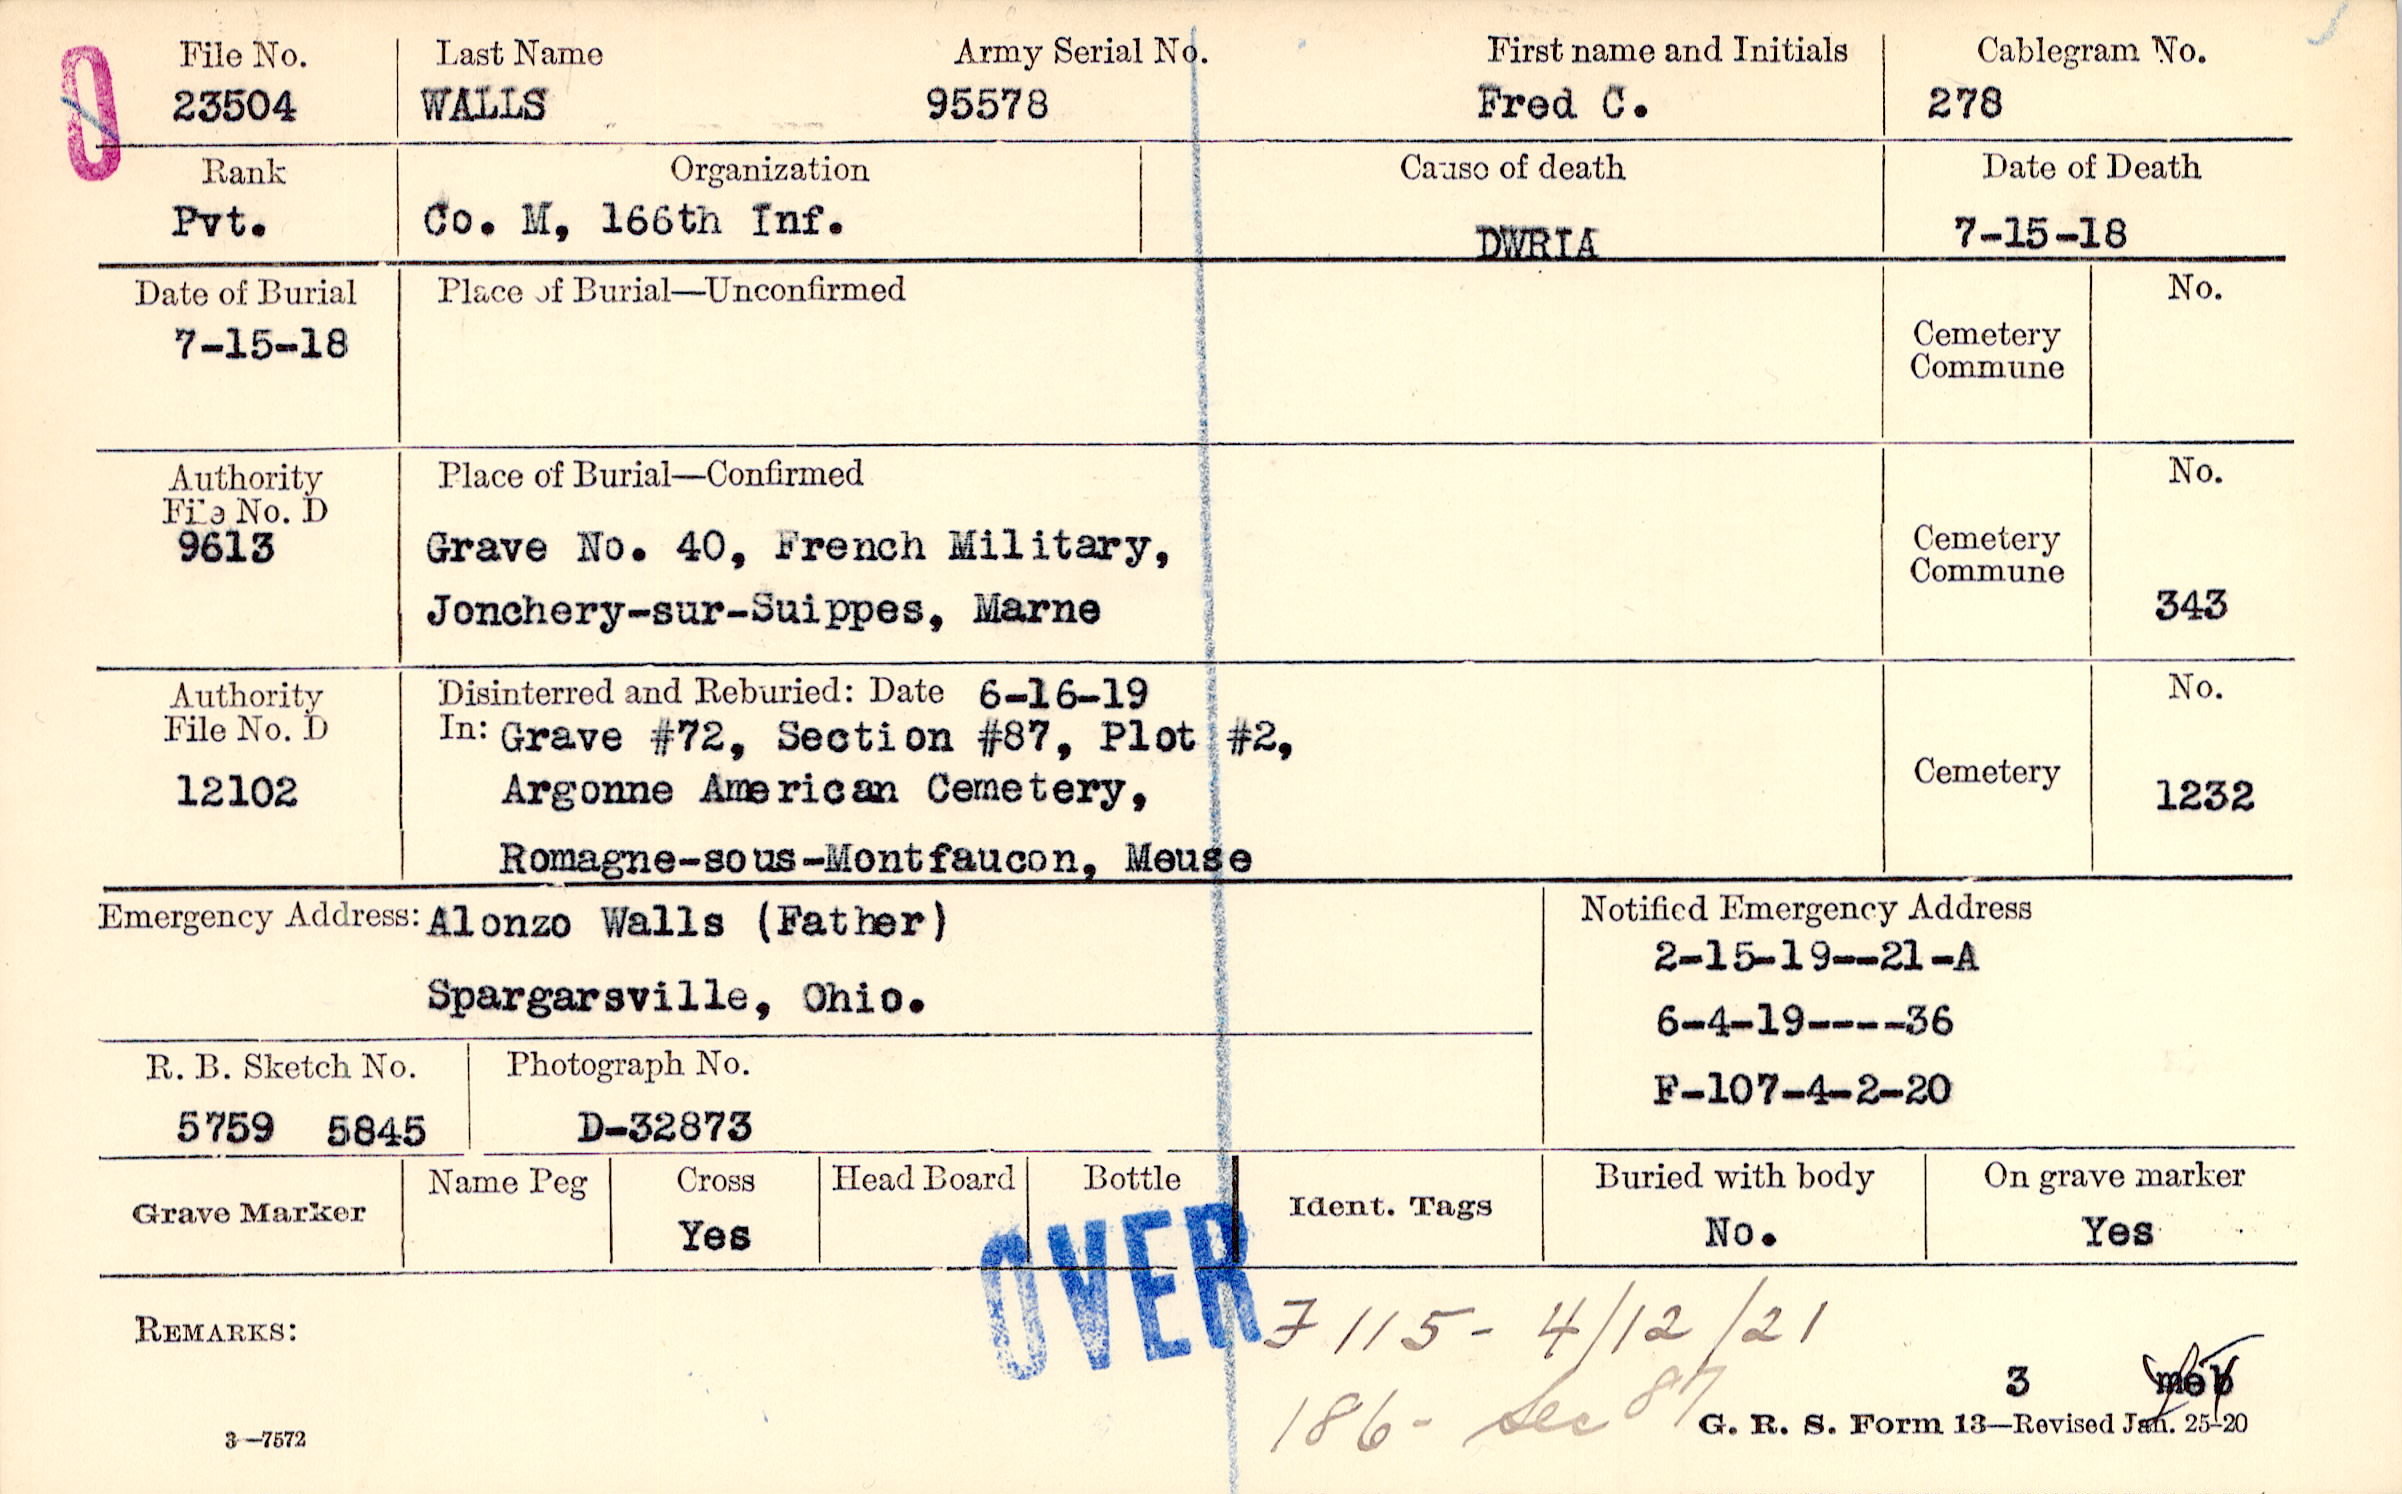 File No. Last Name Army Serial No. First name and Initials Cablegram No.
23504 WALLS 95578 Fred C. 278
Rank Organization Cause of death Date of Death
Pvt. Co. M, 166th Inf. DWRIA 7-15-18
Date of Burial Place of Burial—Unconfirmed No.
7-15-18
Cemetery
Commune
Authority Place of Burial—Confirmed No.
File No. D
9613 Grave No. 40, French Military,
Cemetery
Commune
Jonchery-sur-Suippes, Marne 343
Authority Disinterred and Reburied: Date 6-16-19 No.
File No. D In: Grave #72, Section #87, Plot #2,
12102 Argonne American Cemetery, Cemetery 1232
Romagne-sous-Montfaucon, Meuse
Emergency Address: Alonzo Walls (Father)
Spargarsville, Ohio.
Notified Emergency Address
2-15-19--21-A
6-4-19----36
F-107-4-2-20
R. B. Sketch No. Photograph No.
5759 5845 D-32873
Grave Marker Name Peg Cross Head Board Bottle Ident. Tags Buried with body On grave marker
Yes No. Yes
OVER
REMARKS:
F 115- 4/12/21
186- Sec 87
3 meb
3—7572
G. R. S. Form 13—Revised Jan. 25-20